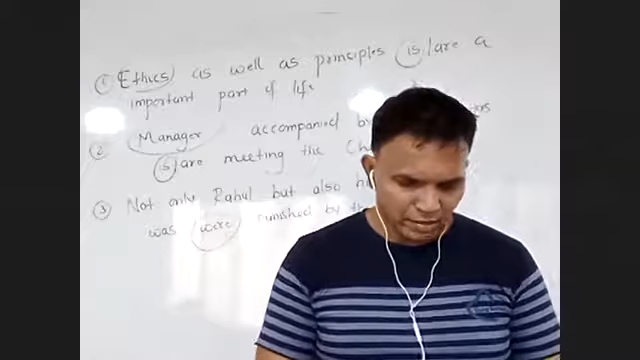 ① Ethics as well as principles is/are a
important part of life
② Manager accompanied
is/are meeting the
③ Not only Rahul but also
was were punished by